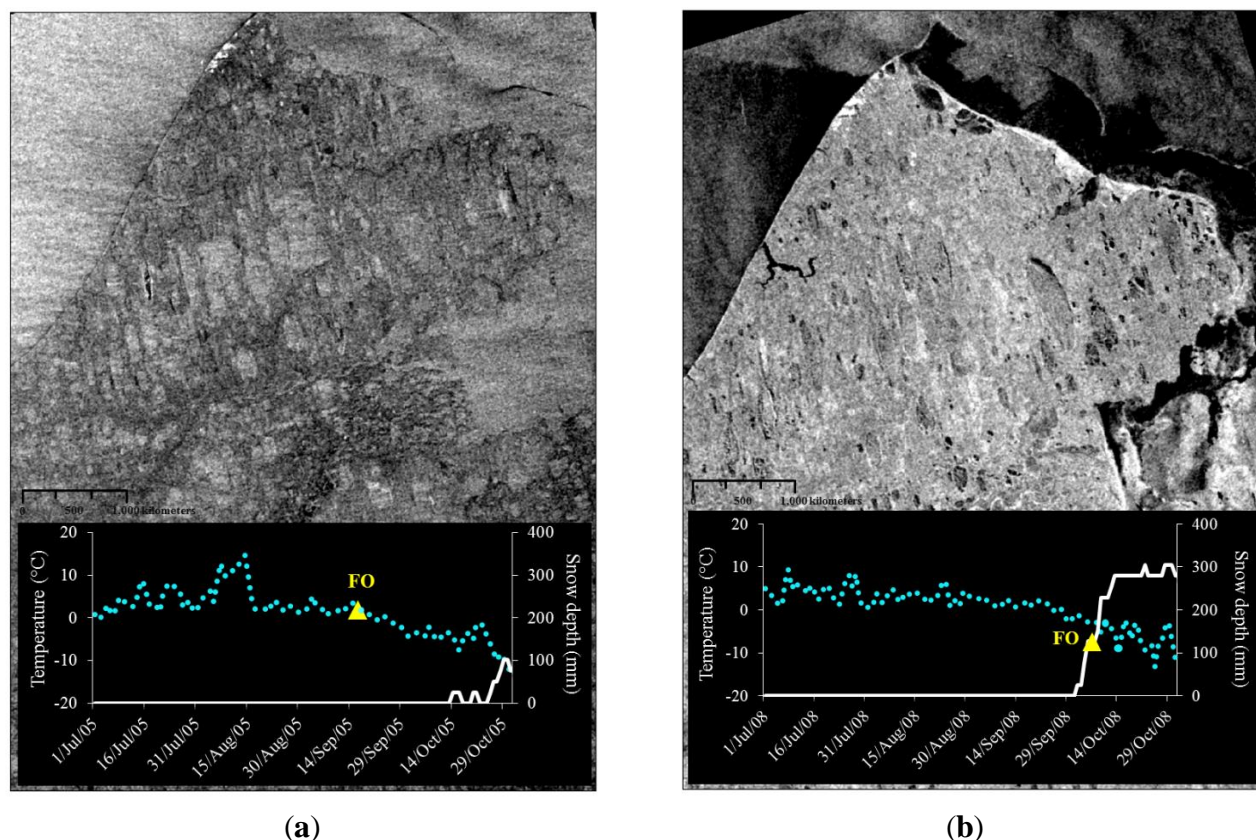 0 500 1,000 kilometers
20
10
0
-10
-20
Temperature (°C)
FO
400
300
200
100
0
Snow depth (mm)
1/Jul/05
16/Jul/05
31/Jul/05
15/Aug/05
30/Aug/05
14/Sep/05
29/Sep/05
14/Oct/05
29/Oct/05
(a)
0 500 1,000 kilometers
20
10
0
-10
-20
Temperature (°C)
FO
400
300
200
100
0
Snow depth (mm)
1/Jul/08
16/Jul/08
31/Jul/08
15/Aug/08
30/Aug/08
14/Sep/08
29/Sep/08
14/Oct/08
29/Oct/08
(b)